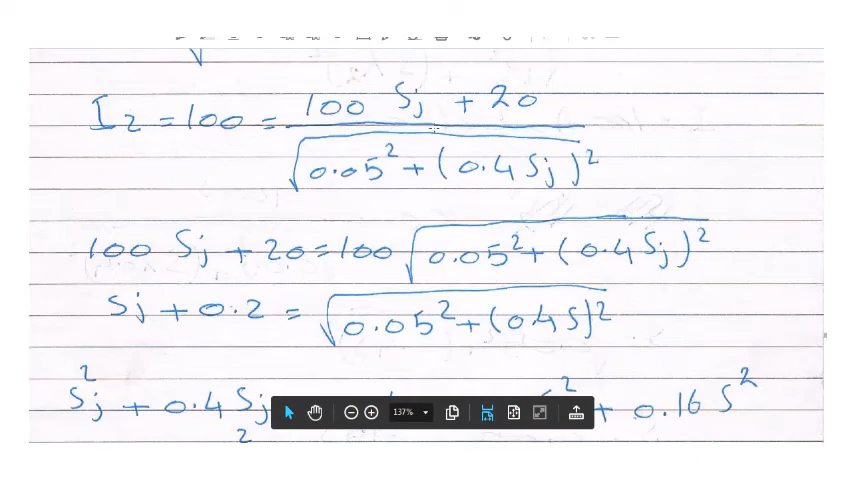 I₂ = 100 = (100 Sj + 20) / √(0.05² + (0.4 Sj)²)
100 Sj + 20 = 100 √(0.05² + (0.4 Sj)²)
Sj + 0.2 = √(0.05² + (0.4 S)²)
Sj² + 0.4 Sj + 0.16 S²
137%
2